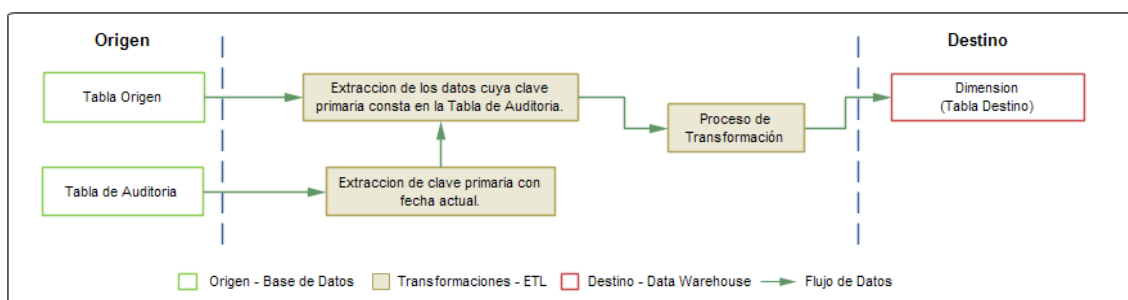 Origen
Destino
Tabla Origen
Extraccion de los datos cuya clave
primaria consta en la Tabla de Auditoria.
Proceso de
Transformación
Dimension
(Tabla Destino)
Tabla de Auditoria
Extraccion de clave primaria con
fecha actual.
Origen - Base de Datos
Transformaciones - ETL
Destino - Data Warehouse
Flujo de Datos